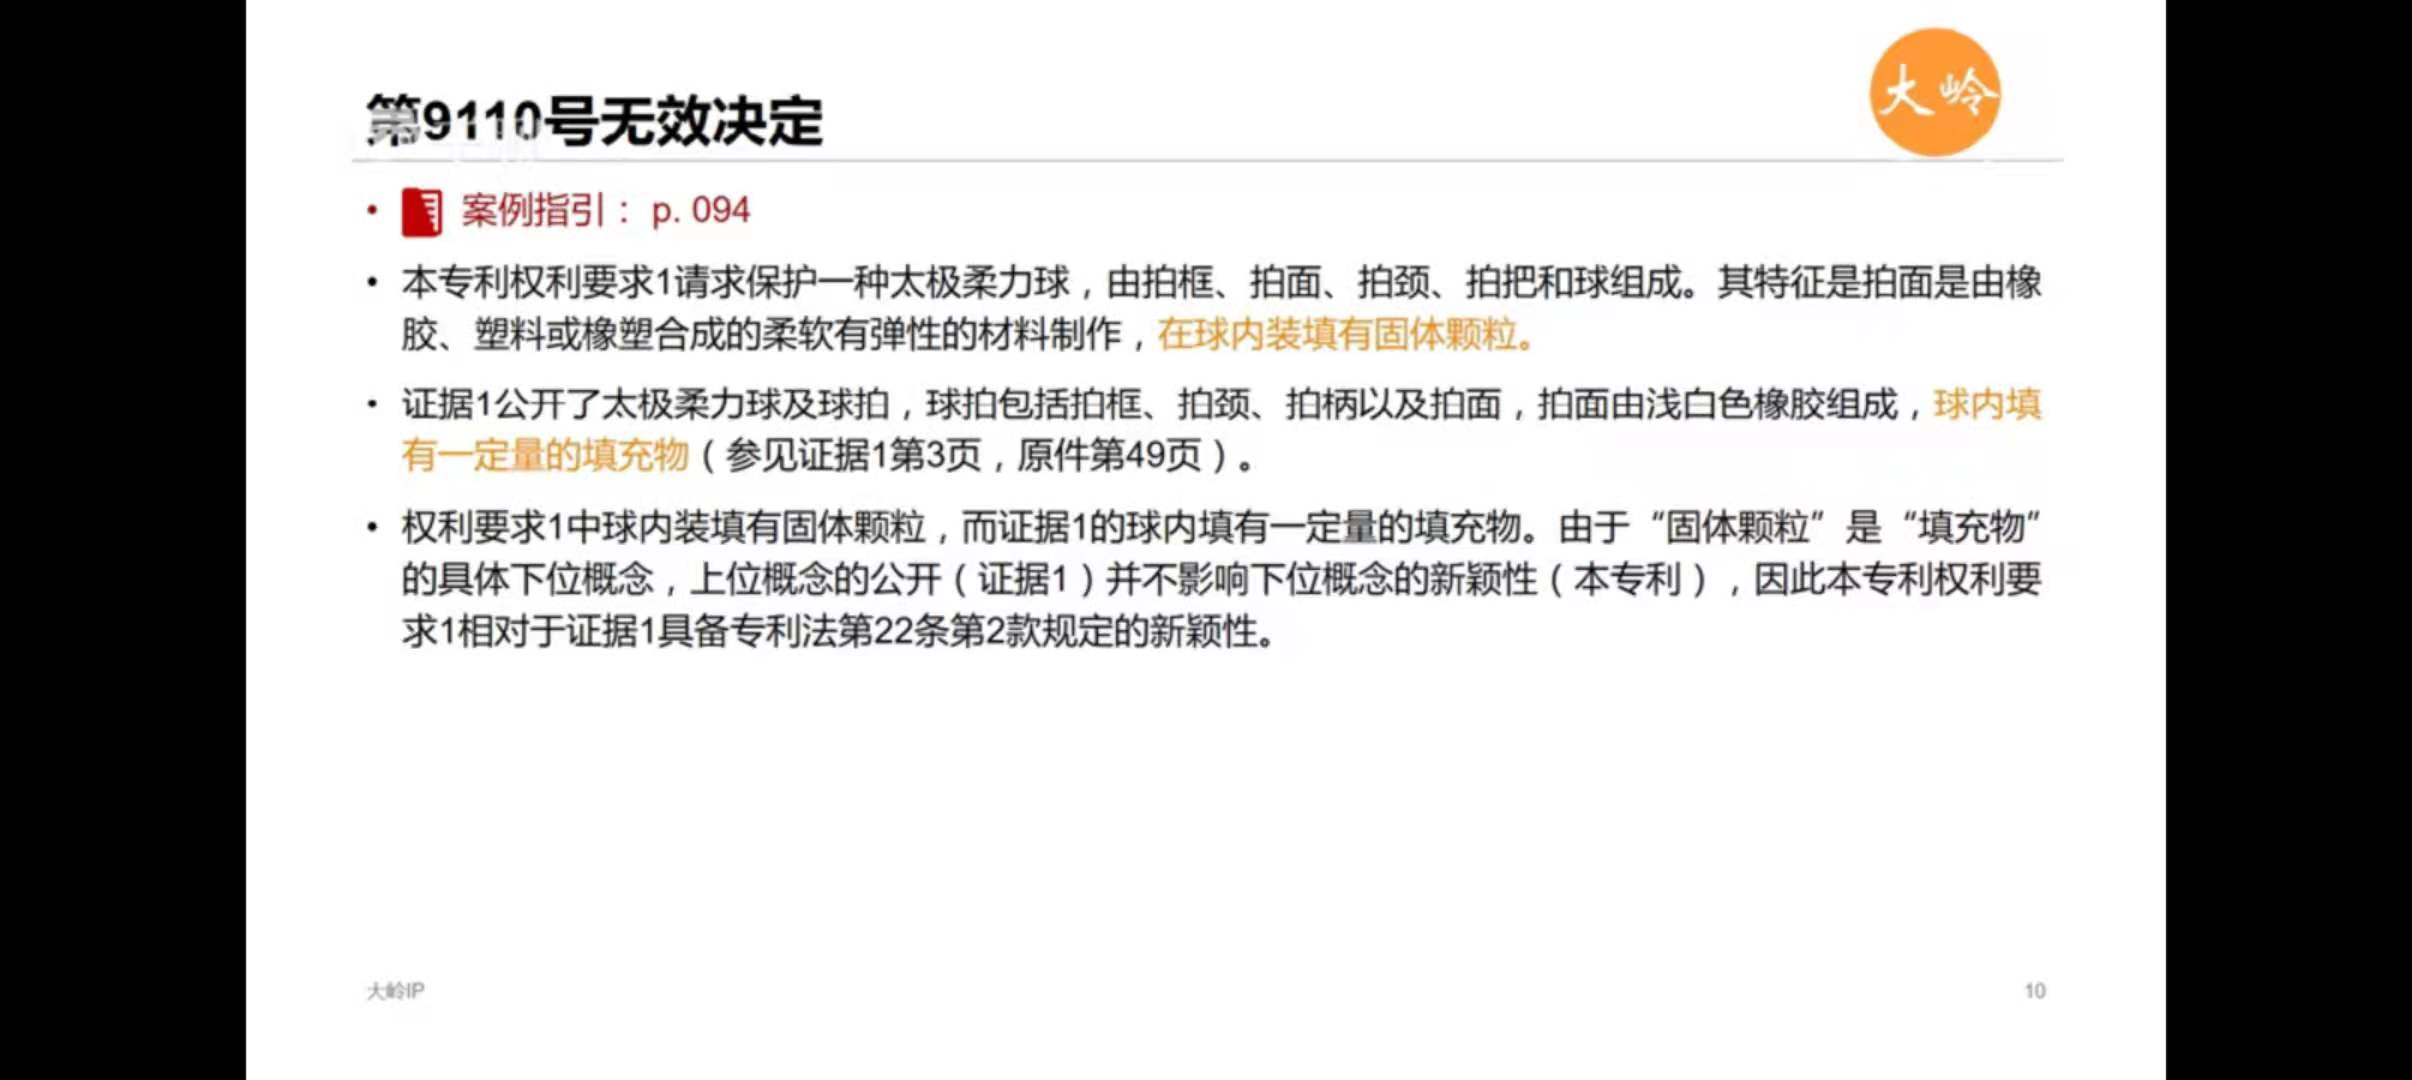 大岭
第9110号无效决定
• 案例指引： p. 094
• 本专利权利要求1请求保护一种太极柔力球，由拍框、拍面、拍颈、拍把和球组成。其特征是拍面是由橡
胶、塑料或橡塑合成的柔软有弹性的材料制作，在球内装填有固体颗粒。
• 证据1公开了太极柔力球及球拍，球拍包括拍框、拍颈、拍柄以及拍面，拍面由浅白色橡胶组成，球内填
有一定量的填充物（参见证据1第3页，原件第49页）。
• 权利要求1中球内装填有固体颗粒，而证据1的球内填有一定量的填充物。由于“固体颗粒”是“填充物”
的具体下位概念，上位概念的公开（证据1）并不影响下位概念的新颖性（本专利），因此本专利权利要
求1相对于证据1具备专利法第22条第2款规定的新颖性。
大岭IP
10